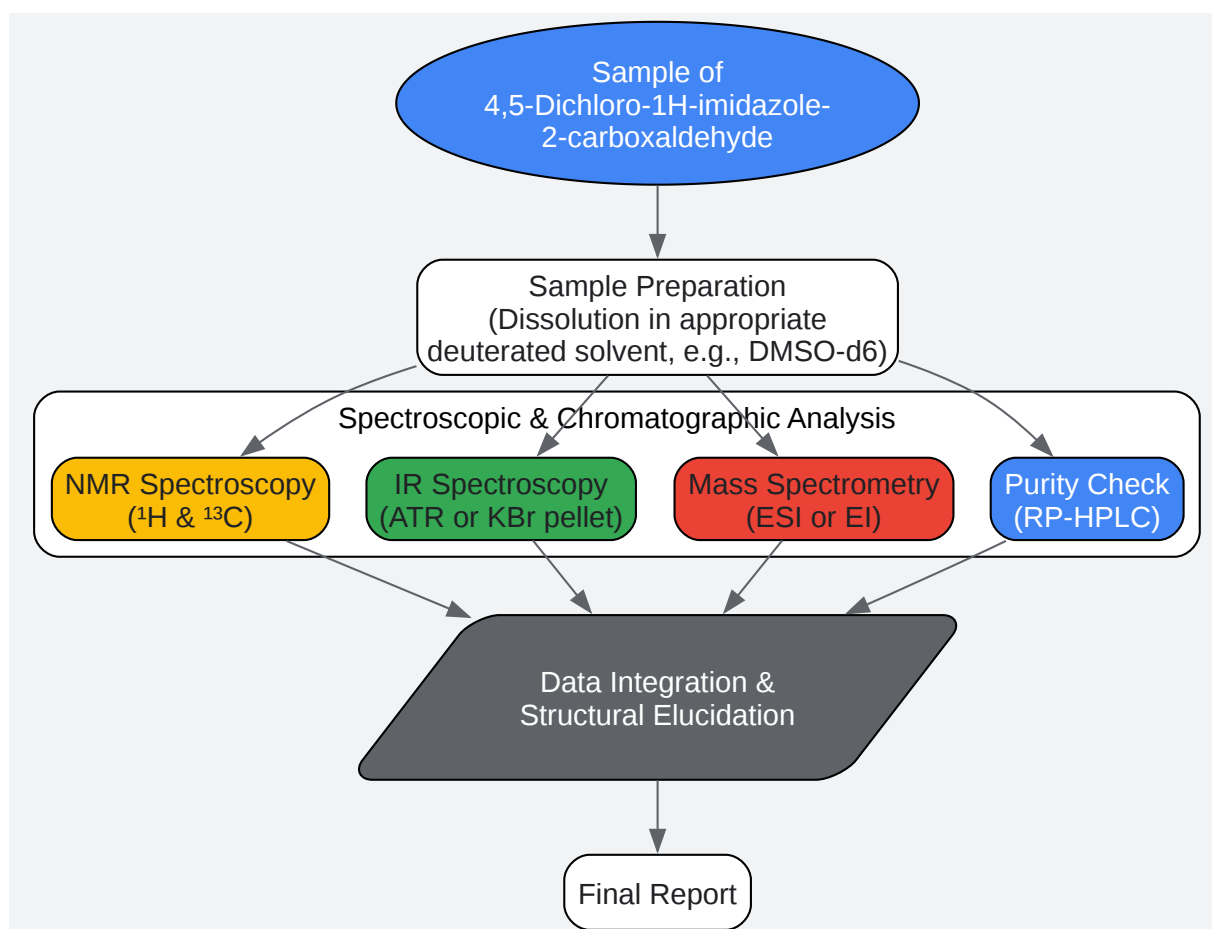 Sample of
4,5-Dichloro-1H-imidazole-
2-carboxaldehyde
Sample Preparation
(Dissolution in appropriate
deuterated solvent, e.g., DMSO-d6)
Spectroscopic & Chromatographic Analysis
NMR Spectroscopy
(¹H & ¹³C)
IR Spectroscopy
(ATR or KBr pellet)
Mass Spectrometry
(ESI or EI)
Purity Check
(RP-HPLC)
Data Integration &
Structural Elucidation
Final Report